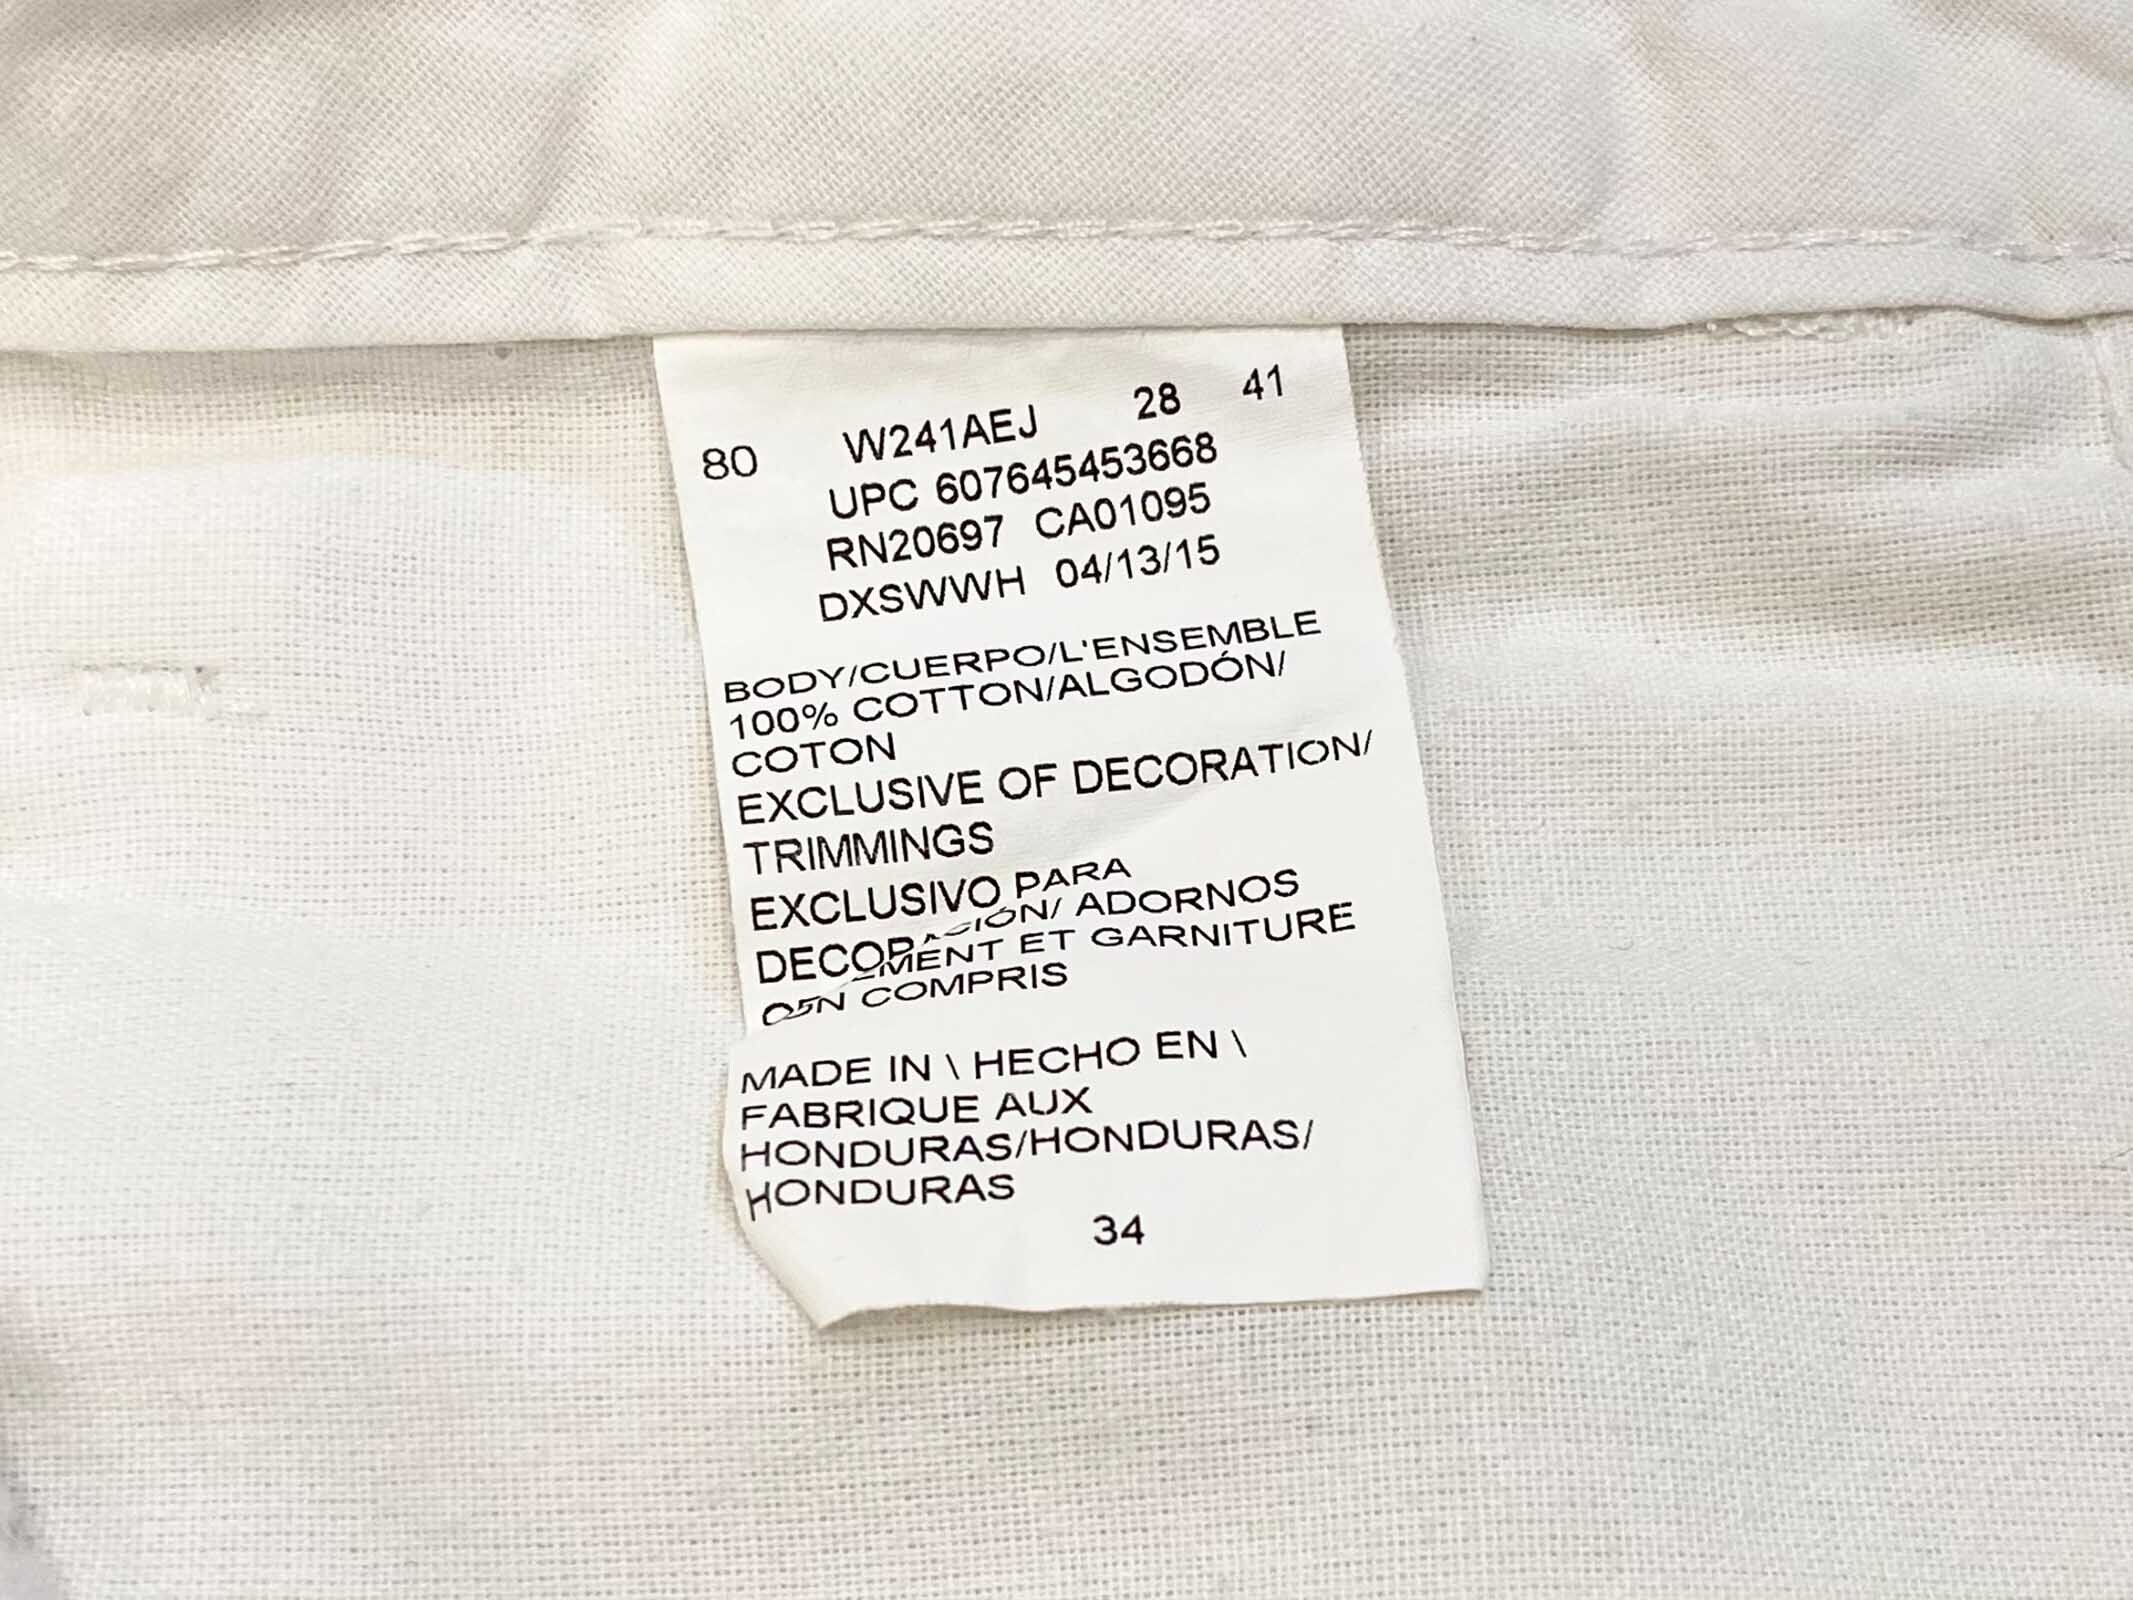 80 W241AEJ 28 41
UPC 607645453668
RN20697 CA01095
DXSWWH 04/13/15
BODY/CUERPO/L'ENSEMBLE
100% COTTON/ALGODÓN/
COTON
EXCLUSIVE OF DECORATION/
TRIMMINGS
EXCLUSIVO PARA
ADORNOS
ET GARNITURE
COMPRIS
MADE IN \ HECHO EN \
FABRIQUE AUX
HONDURAS/HONDURAS/
HONDURAS
34